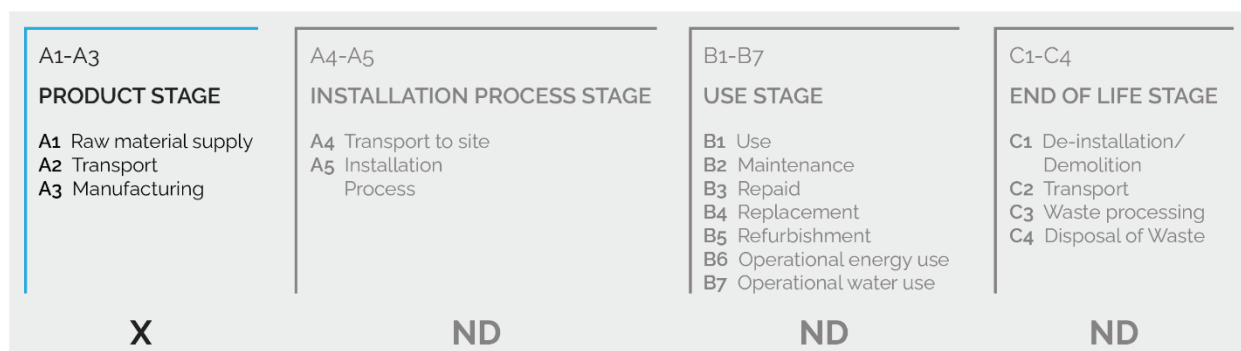 A1-A3
PRODUCT STAGE
A1 Raw material supply
A2 Transport
A3 Manufacturing
X
A4-A5
INSTALLATION PROCESS STAGE
A4 Transport to site
A5 Installation
Process
ND
B1-B7
USE STAGE
B1 Use
B2 Maintenance
B3 Repaid
B4 Replacement
B5 Refurbishment
B6 Operational energy use
B7 Operational water use
ND
C1-C4
END OF LIFE STAGE
C1 De-installation/
Demolition
C2 Transport
C3 Waste processing
C4 Disposal of Waste
ND